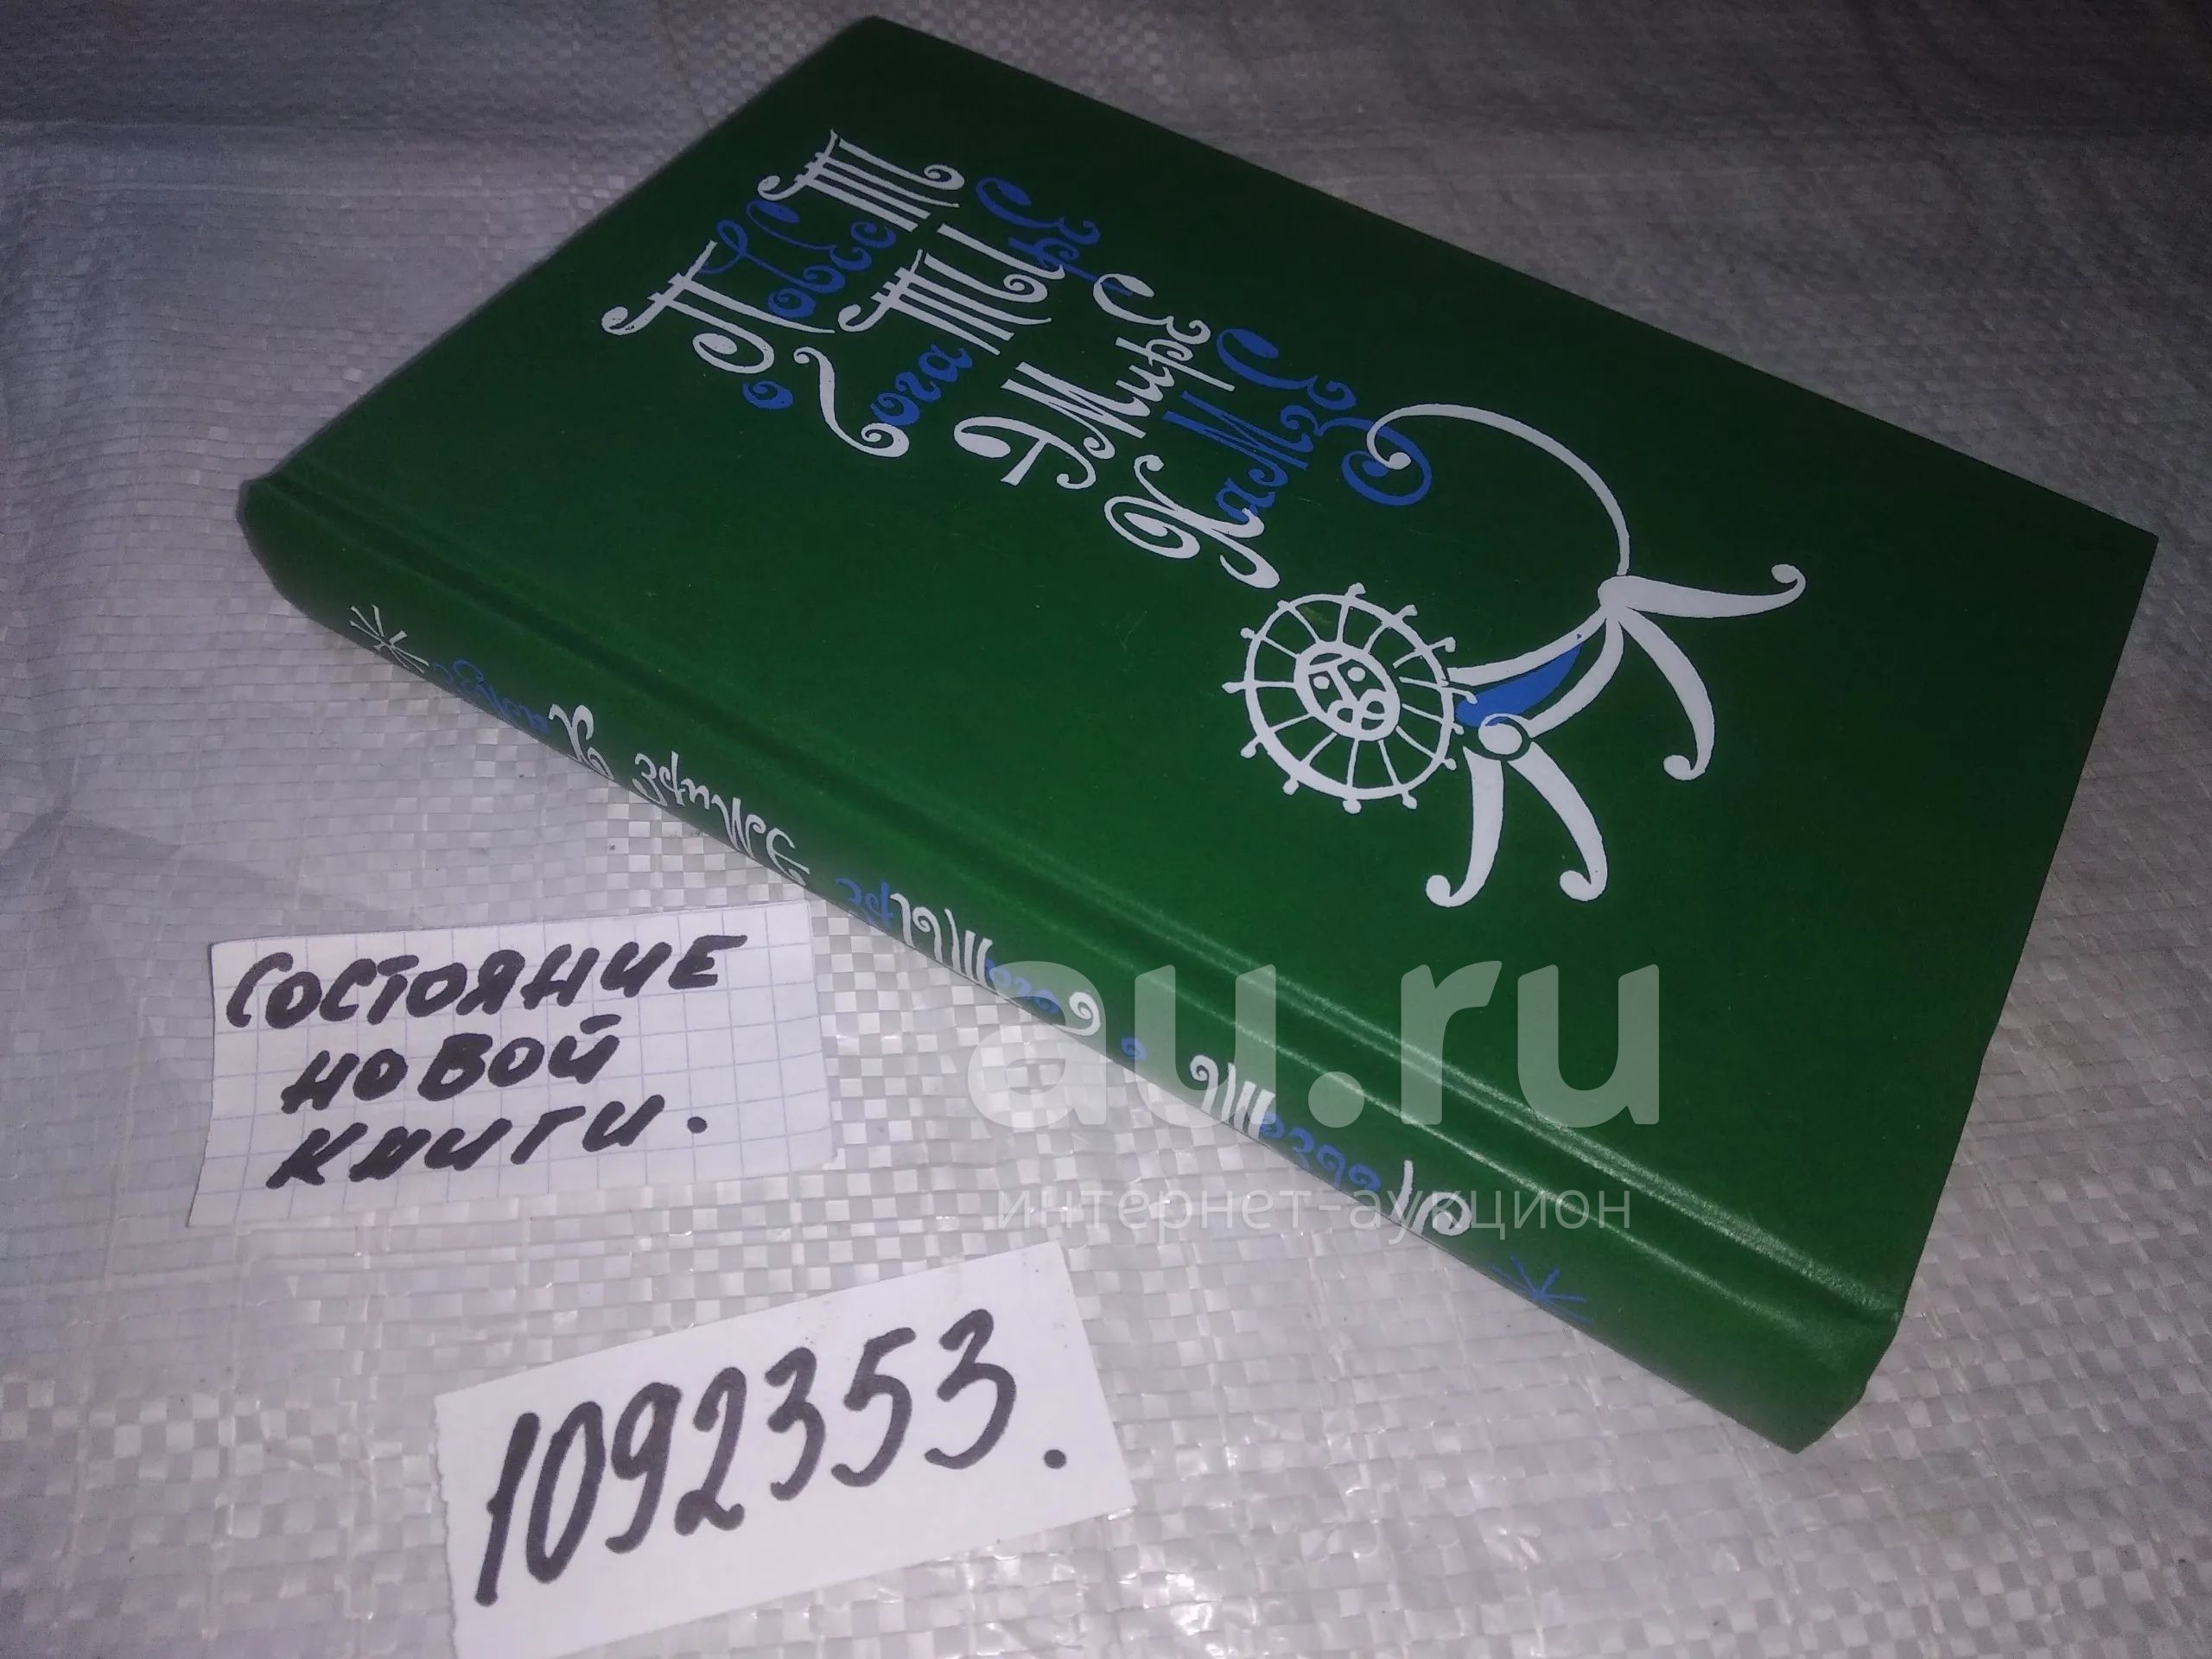 Повесть
о Богатыре
Эмире
Хамзе
Повесть о Богатыре Эмире Хамзе
СОСТОЯНИЕ
НОВОЙ
КНИГИ.
au.ru
интернет-аукцион
1092353.